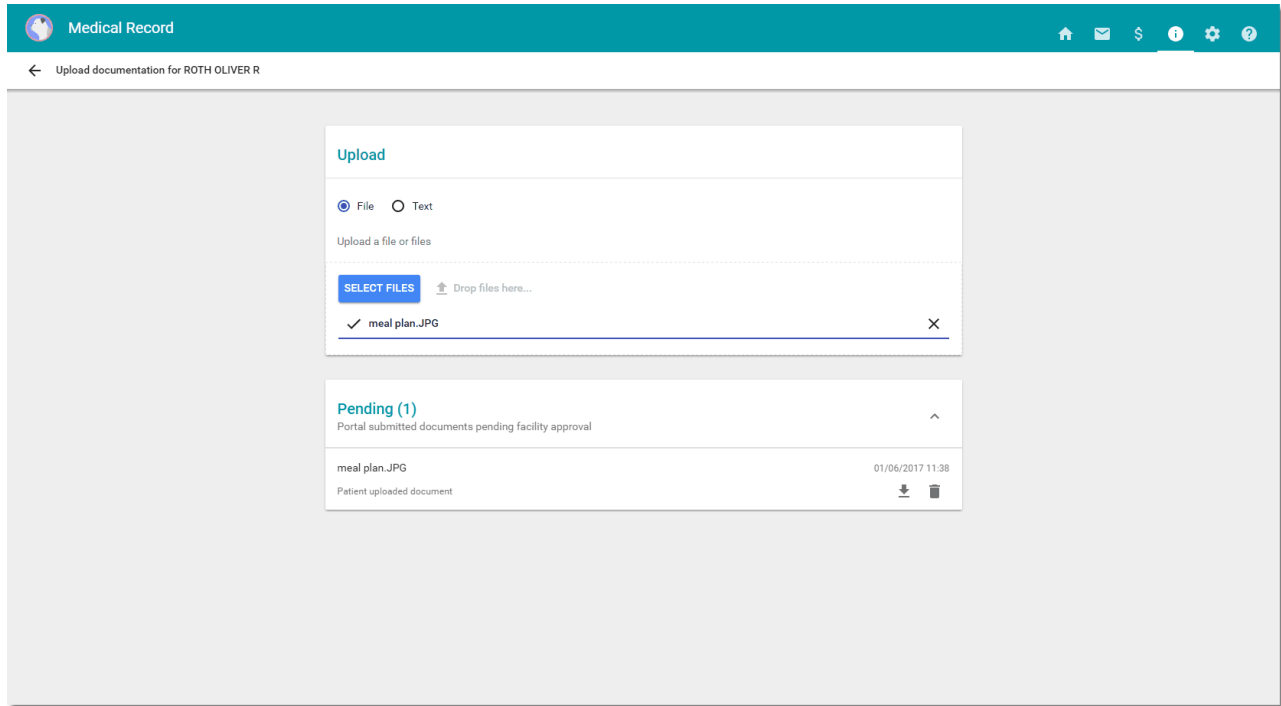 Medical Record
Upload documentation for ROTH OLIVER R
Upload
File Text
Upload a file or files
SELECT FILES Drop files here...
meal plan.JPG
Pending (1)
Portal submitted documents pending facility approval
meal plan.JPG 01/06/2017 11:38
Patient uploaded document